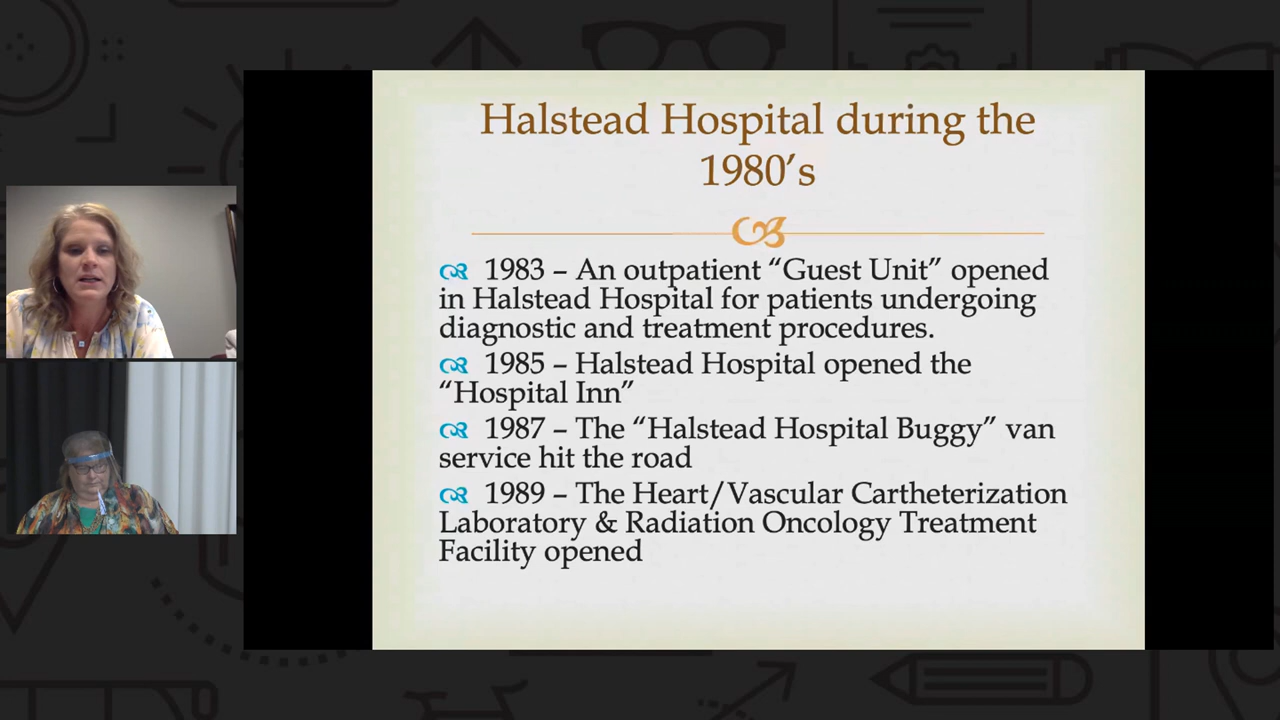 Halstead Hospital during the
1980's
1983 – An outpatient “Guest Unit” opened
in Halstead Hospital for patients undergoing
diagnostic and treatment procedures.
1985 – Halstead Hospital opened the
“Hospital Inn”
1987 – The “Halstead Hospital Buggy” van
service hit the road
1989 – The Heart/Vascular Cartheterization
Laboratory & Radiation Oncology Treatment
Facility opened